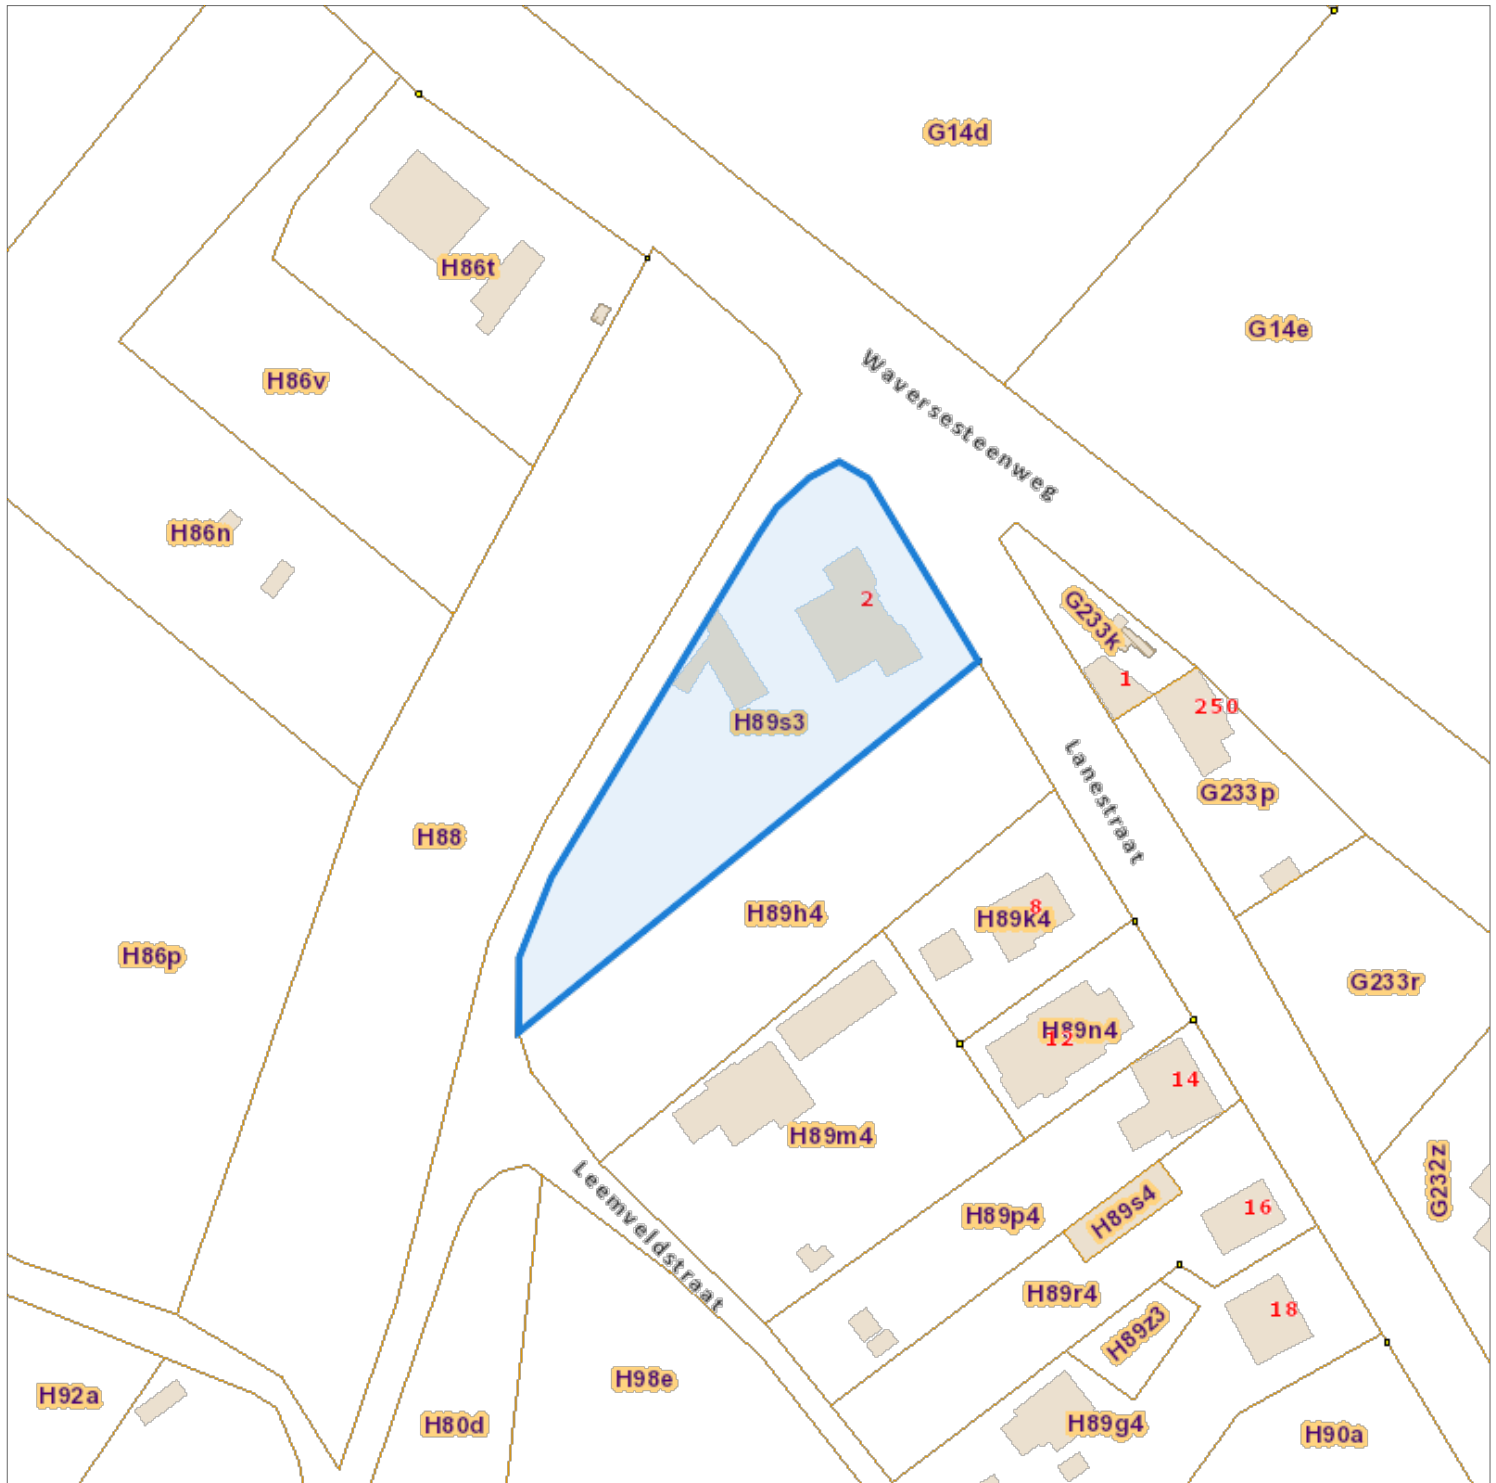 G14d
H86t
G14e
Waversesteenweg
H86v
H86n
2
G233k
1
250
H89s3
Lanestraat
G233p
H88
8
H89h4
H89k4
H86p
G233r
H89n4
12
14
H89m4
G232z
Leemveldstraat
H89s4
16
H89p4
H89r4
18
H89z3
H98e
H92a
H80d
H89g4
H90a